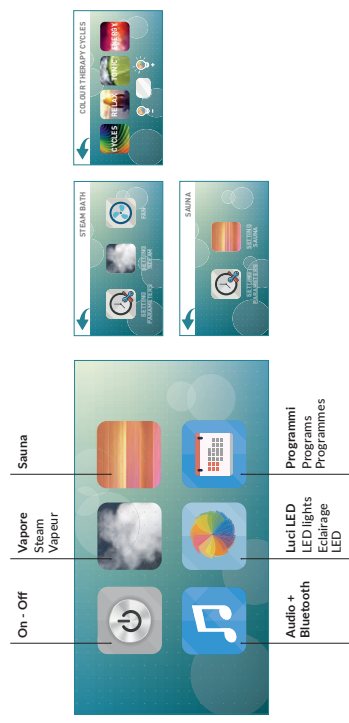 On - Off
Vapore
Steam
Vapeur
Sauna
Audio +
Bluetooth
Luci LED
LED lights
Eclairage
LED
Programmi
Programs
Programmes
STEAM BATH
SETTING
PARAMETERS
SETTING
STEAM
FAN
SAUNA
SETTING
PARAMETERS
SETTING
SAUNA
COLOUR THERAPY CYCLES
CYCLES
RELAX
TONIC
ENERGY
- +